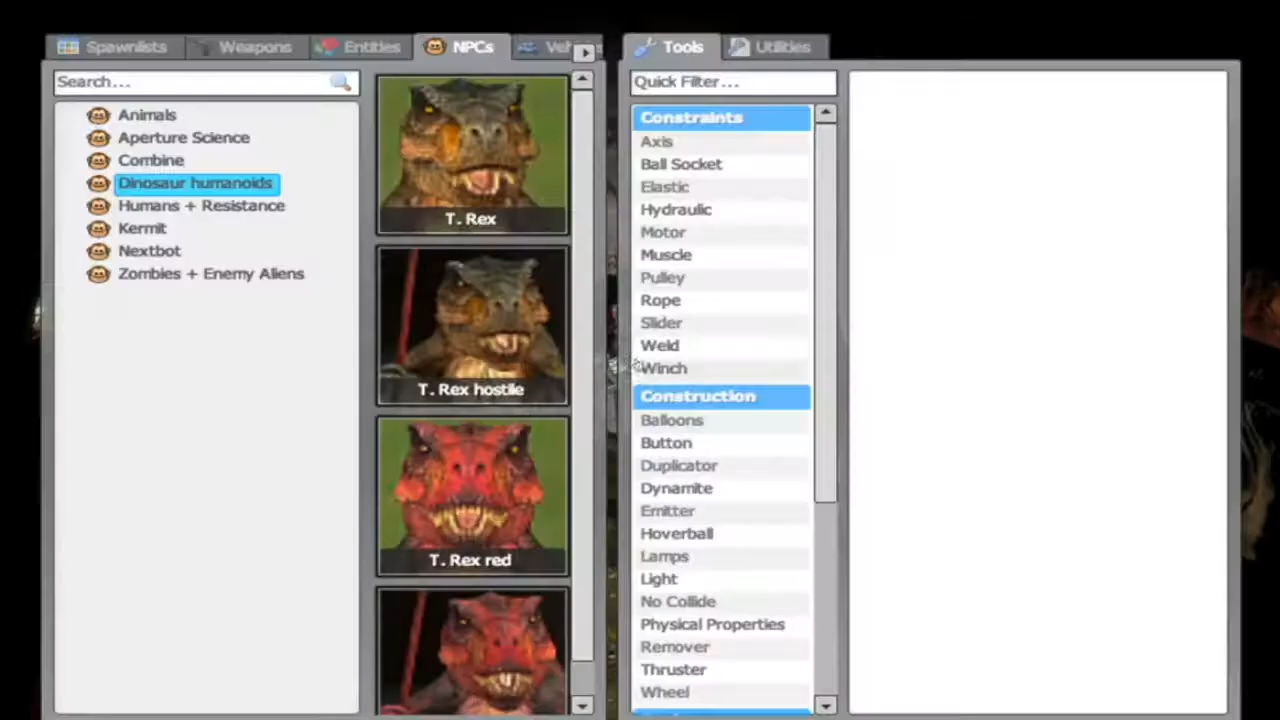 Spawnlists
Weapons
Entities
NPCs
Tools
Utilities
Search...
Animals
Aperture Science
Combine
Dinosaur humanoids
Humans + Resistance
Kermit
Nextbot
Zombies + Enemy Aliens
T. Rex
T. Rex hostile
T. Rex red
Quick Filter...
Constraints
Axis
Ball Socket
Elastic
Hydraulic
Motor
Muscle
Pulley
Rope
Slider
Weld
Winch
Construction
Balloons
Button
Duplicator
Dynamite
Emitter
Hoverball
Lamps
Light
No Collide
Physical Properties
Remover
Thruster
Wheel